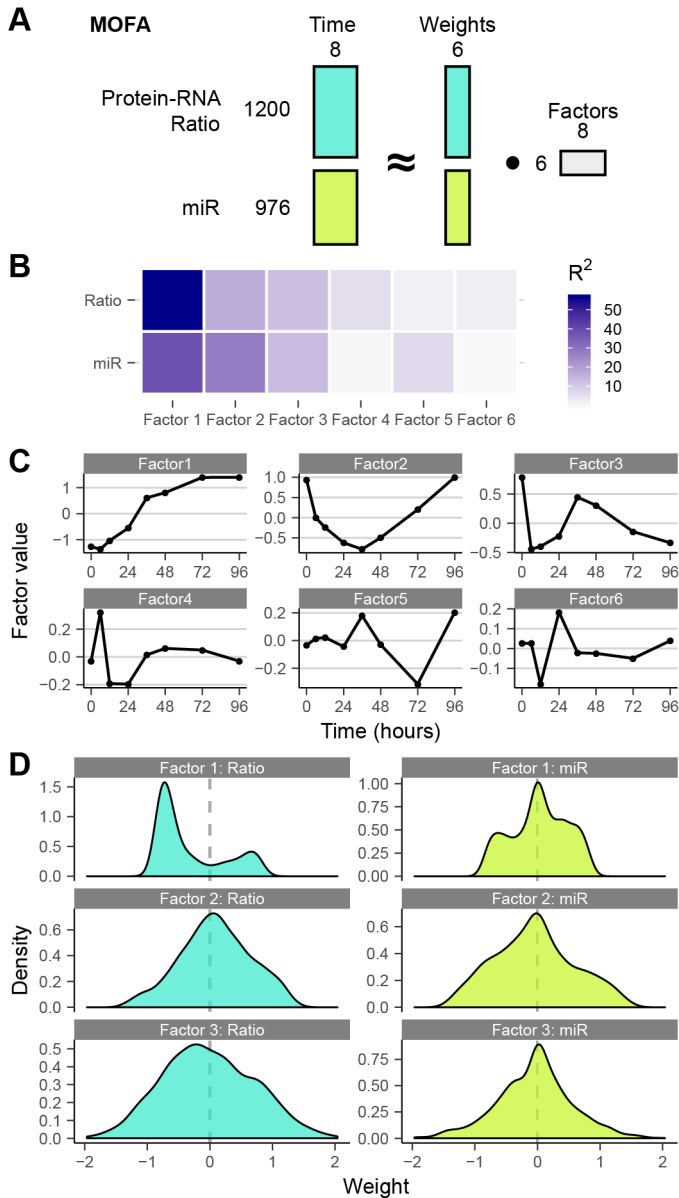 A
MOFA
Time
8
Weights
6
Protein-RNA
Ratio
1200
Factors
8
≈
•
6
miR
976
B
Ratio
miR
Factor 1 Factor 2 Factor 3 Factor 4 Factor 5 Factor 6
R²
50
40
30
20
10
C
Factor value
Factor1
1
0
−1
0 24 48 72 96
Factor2
1.0
0.5
0.0
−0.5
0 24 48 72 96
Factor3
0.5
0.0
−0.5
0 24 48 72 96
Factor4
0.2
0.0
−0.2
0 24 48 72 96
Factor5
0.2
0.0
−0.2
0 24 48 72 96
Factor6
0.2
0.1
0.0
−0.1
0 24 48 72 96
Time (hours)
D
Density
Factor 1: Ratio
1.5
1.0
0.5
0.0
Factor 1: miR
1.00
0.75
0.50
0.25
0.00
Factor 2: Ratio
0.6
0.4
0.2
0.0
Factor 2: miR
0.6
0.4
0.2
0.0
Factor 3: Ratio
0.5
0.4
0.3
0.2
0.1
0.0
−2 −1 0 1 2
Factor 3: miR
0.75
0.50
0.25
0.00
−2 −1 0 1 2
Weight